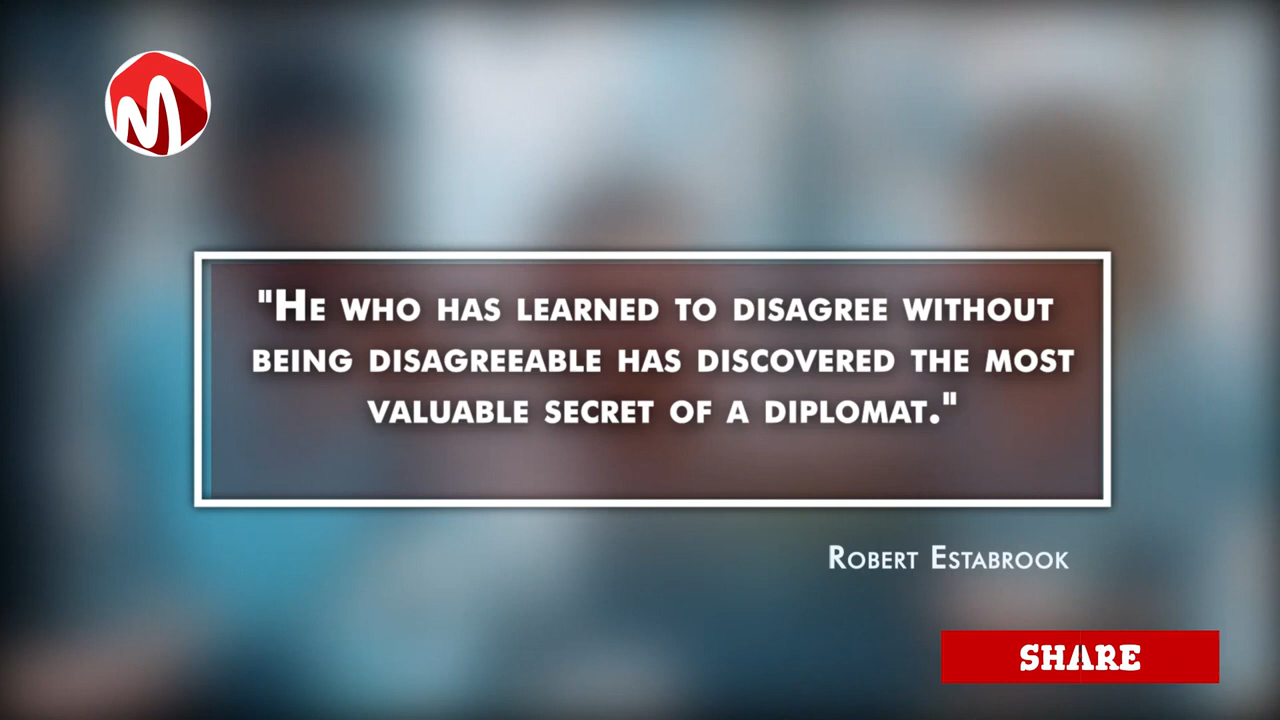 "He who has learned to disagree without
being disagreeable has discovered the most
valuable secret of a diplomat."
Robert Estabrook
SHARE